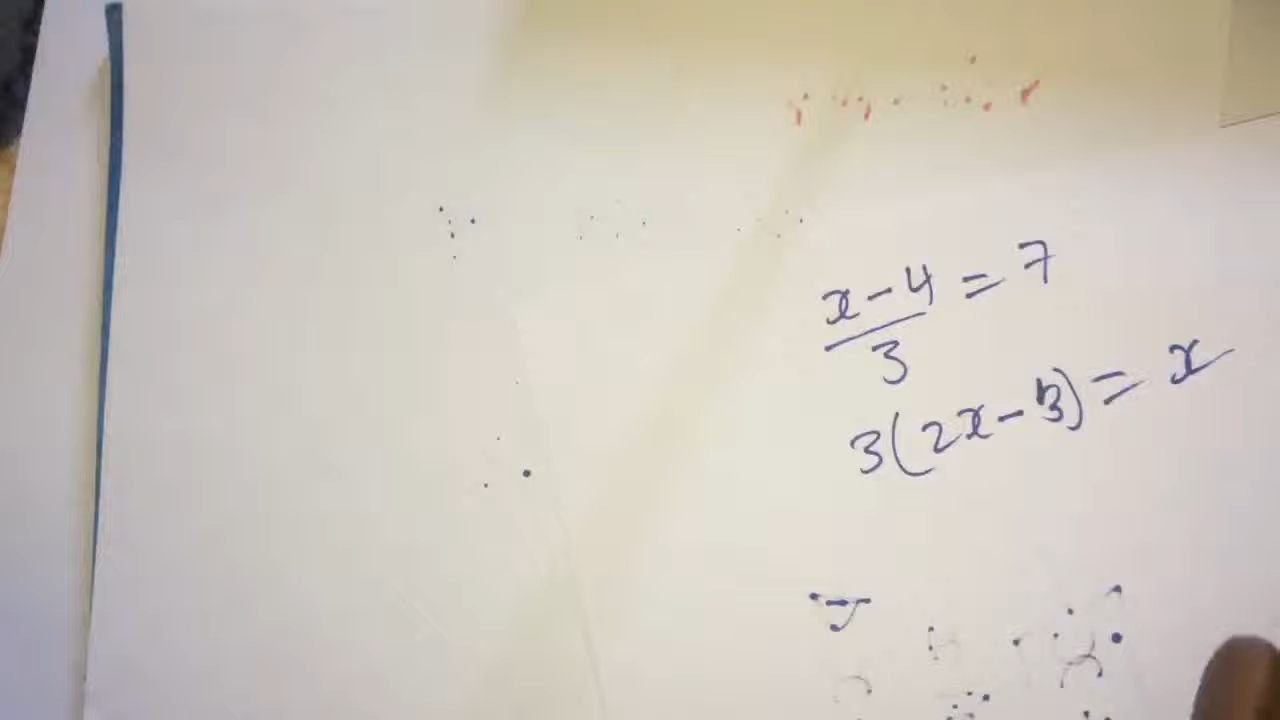 x-4/3 = 7
3(2x-3) = x